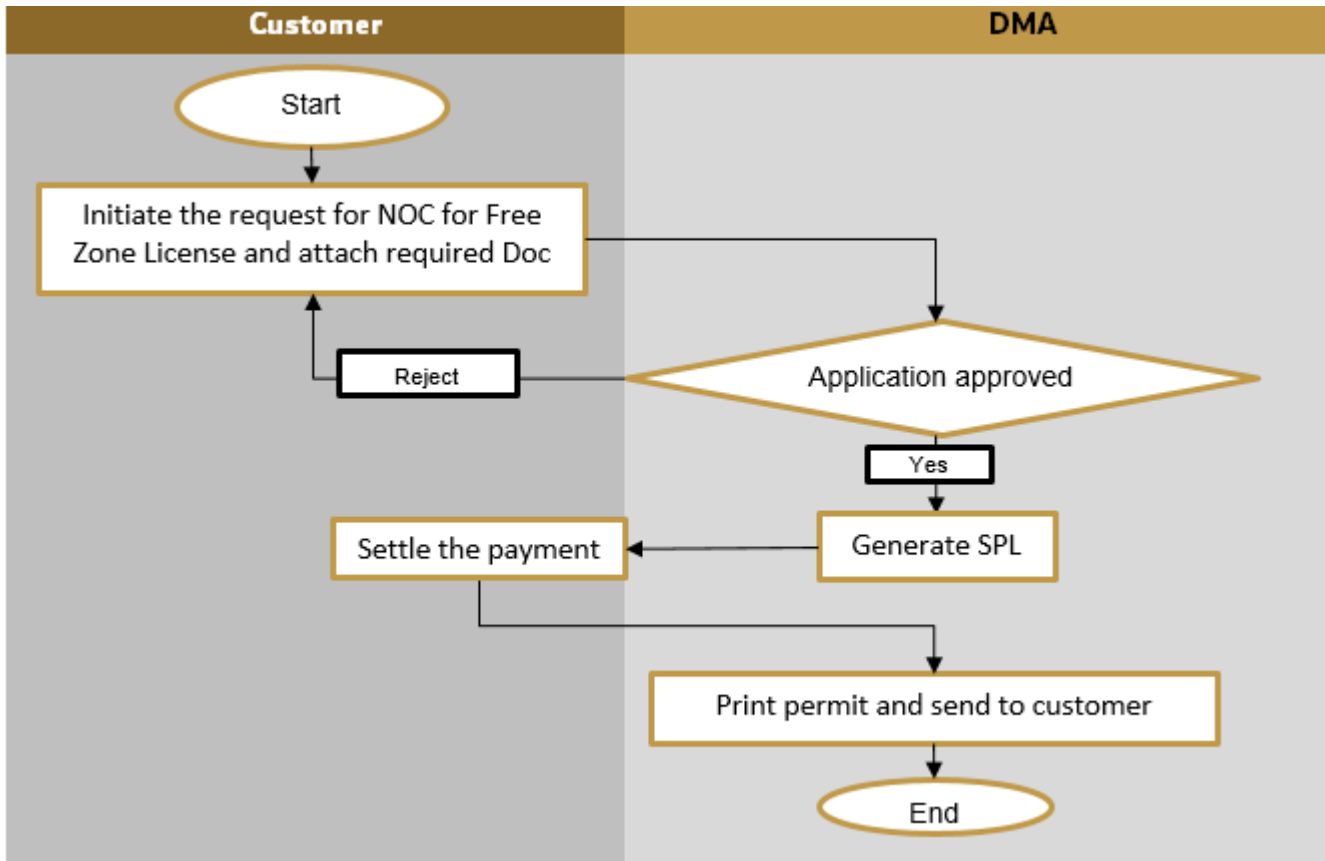 Customer
DMA
Start
Initiate the request for NOC for Free
Zone License and attach required Doc
Reject
Application approved
Yes
Settle the payment
Generate SPL
Print permit and send to customer
End